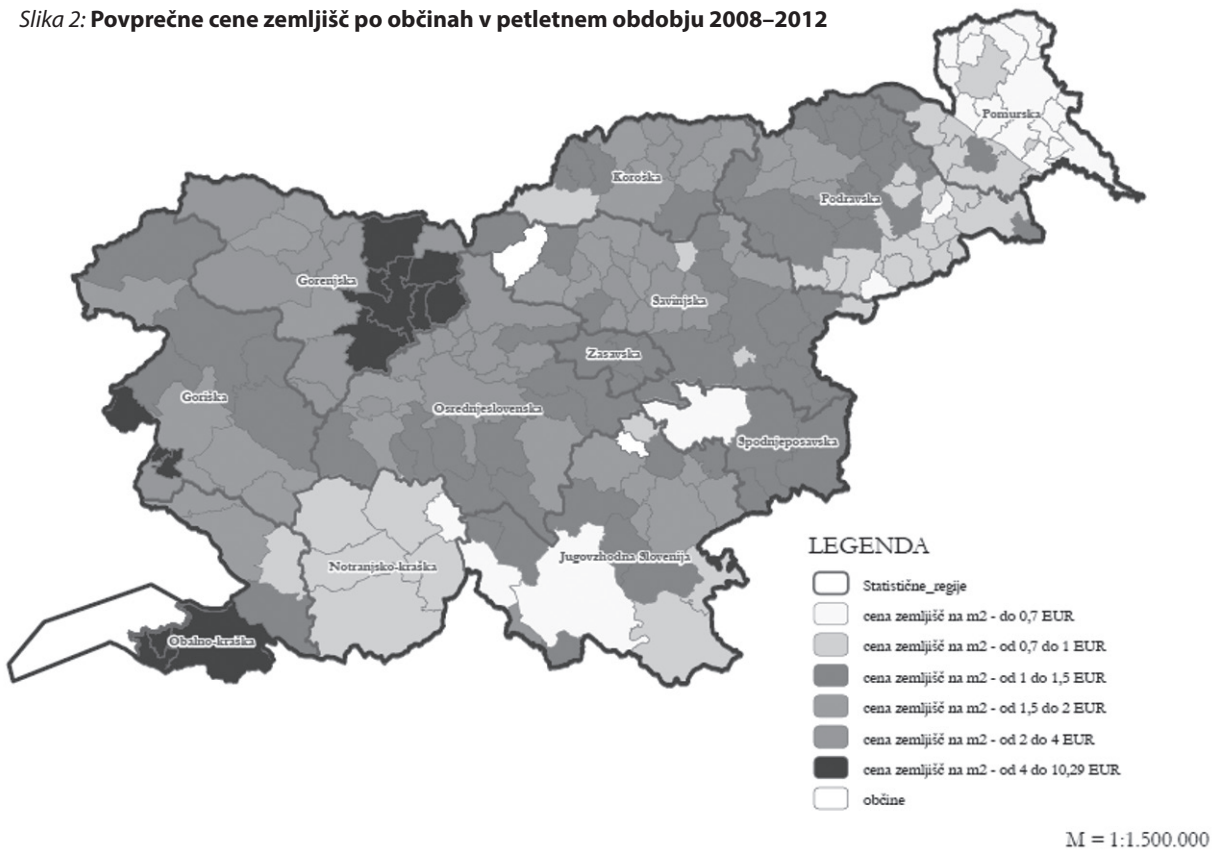 Slika 2: Povprečne cene zemljišč po občinah v petletnem obdobju 2008–2012
Pomurska
Koroška
Podravska
Gorenjska
Savinjska
Zasavska
Goriška
Osrednjeslovenska
Spodnjeposavska
Jugovzhodna Slovenija
Notranjsko-kraška
Obalno-kraška
LEGENDA
Statistične_regije
cena zemljišč na m2 - do 0,7 EUR
cena zemljišč na m2 - od 0,7 do 1 EUR
cena zemljišč na m2 - od 1 do 1,5 EUR
cena zemljišč na m2 - od 1,5 do 2 EUR
cena zemljišč na m2 - od 2 do 4 EUR
cena zemljišč na m2 - od 4 do 10,29 EUR
občine
M = 1:1.500.000